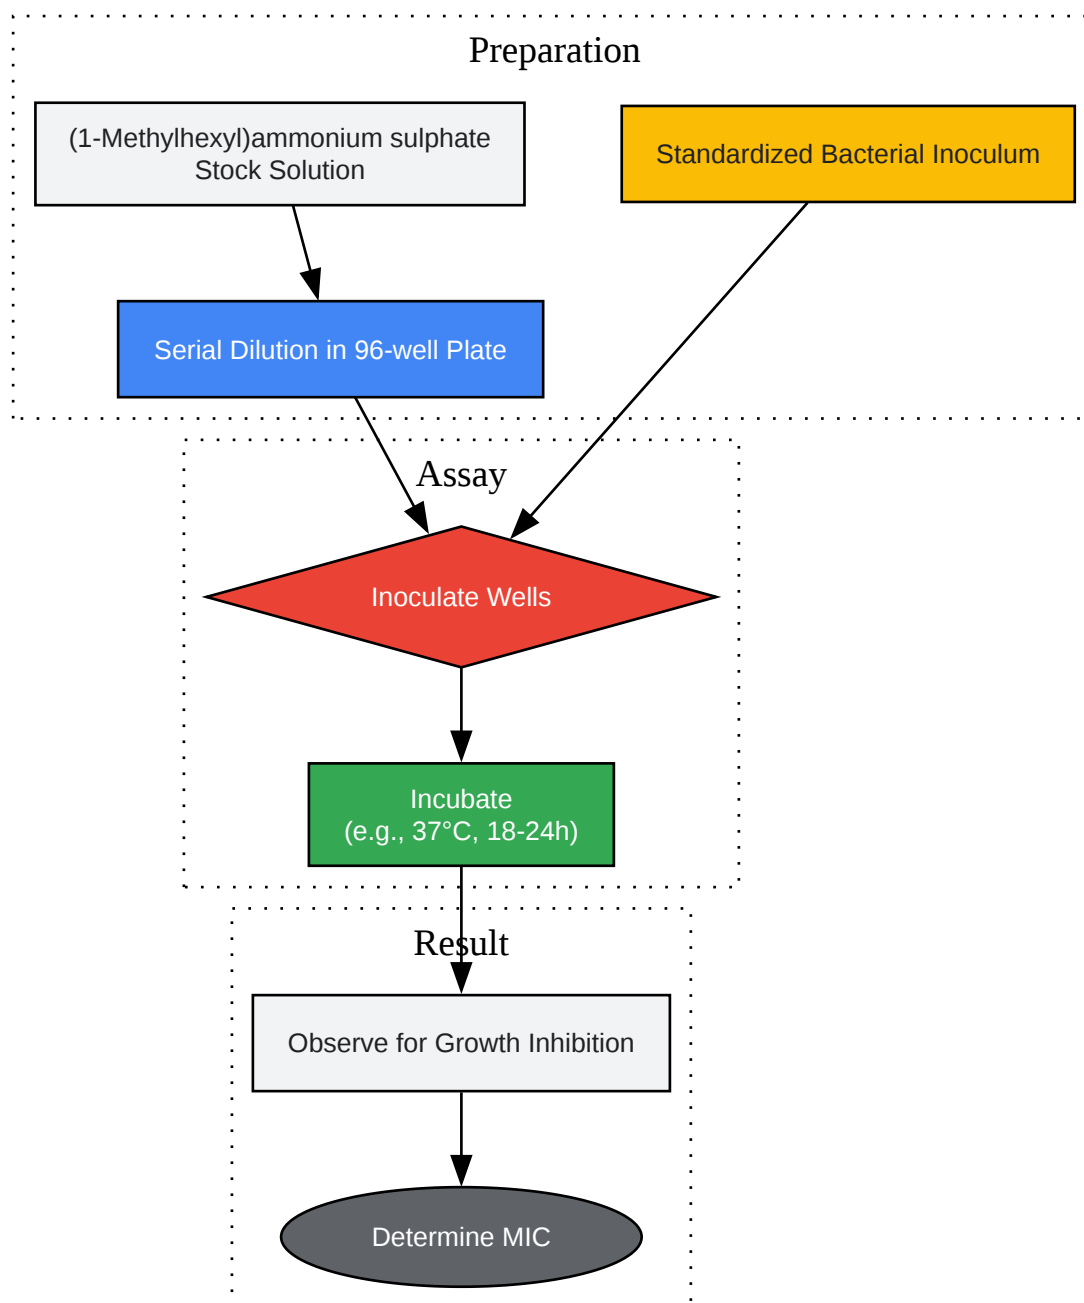 Preparation
(1-Methylhexyl)ammonium sulphate
Stock Solution
Standardized Bacterial Inoculum
Serial Dilution in 96-well Plate
Assay
Inoculate Wells
Incubate
(e.g., 37°C, 18-24h)
Result
Observe for Growth Inhibition
Determine MIC